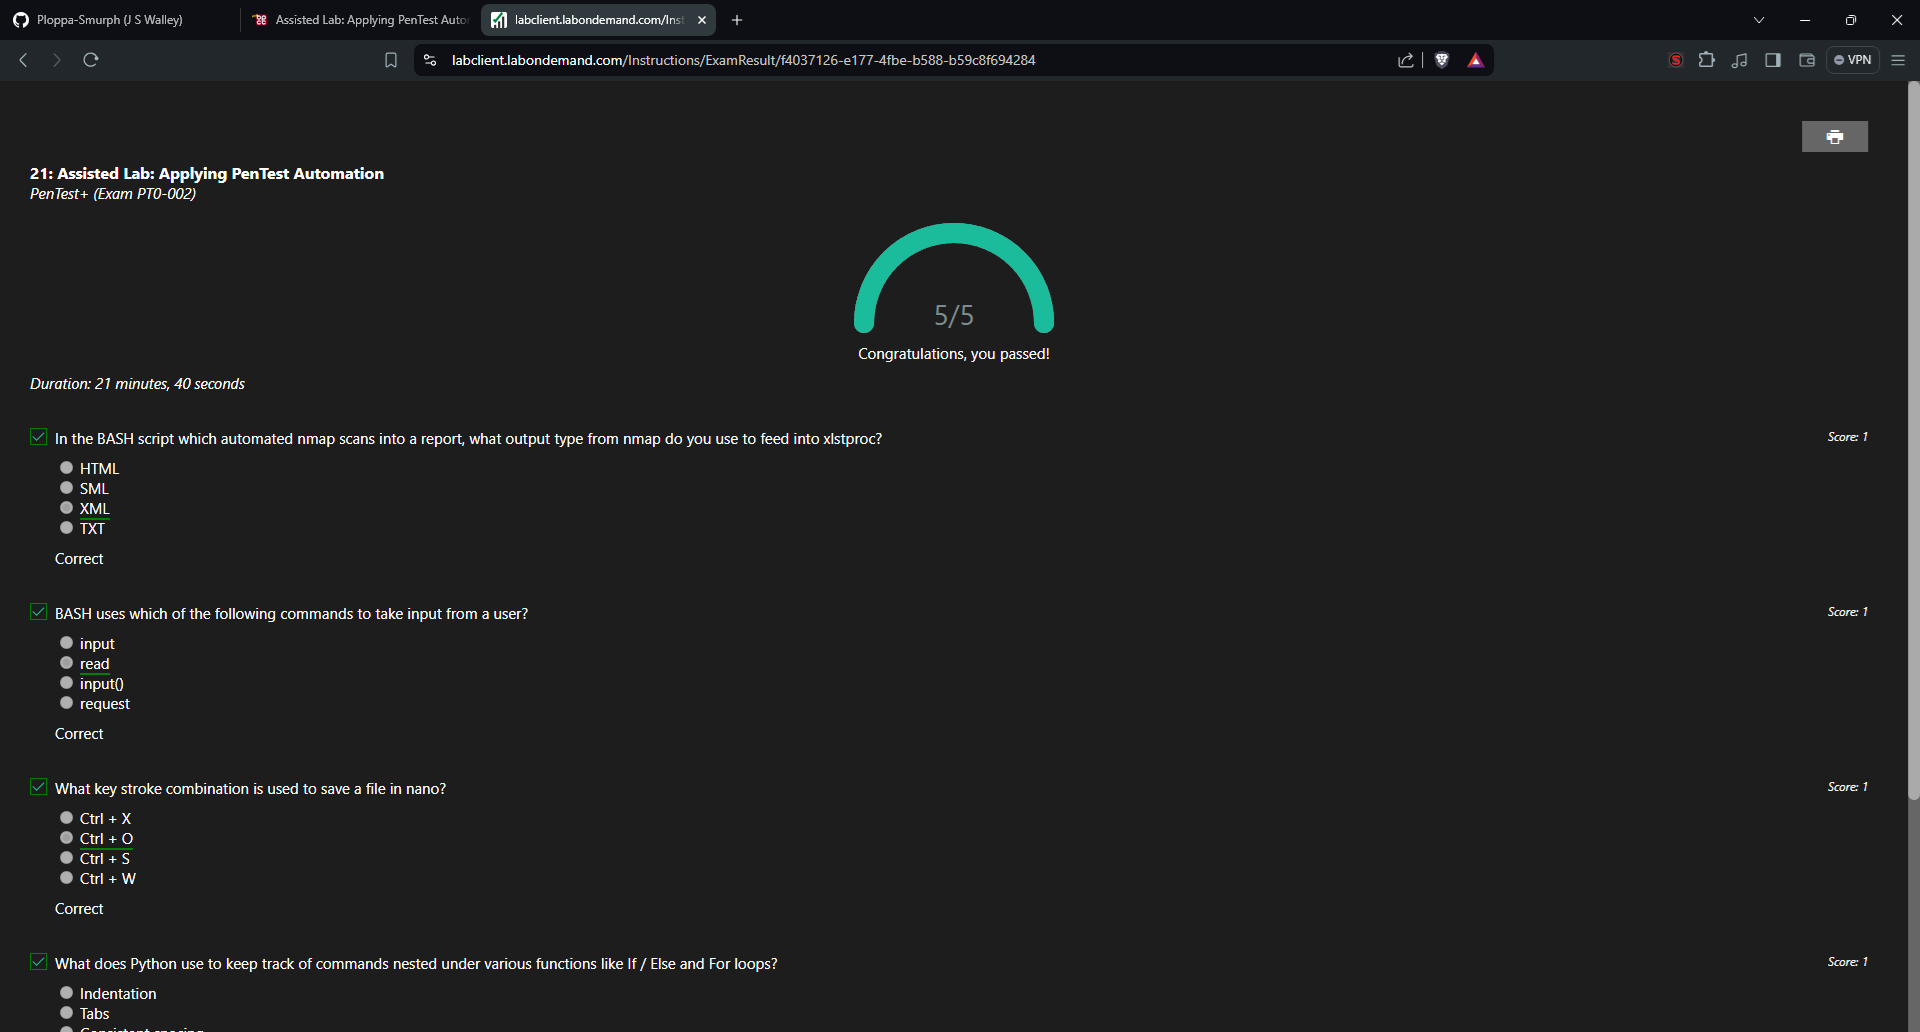 Ploppa-Smurph (J S Walley)
Assisted Lab: Applying PenTest Auto
labclient.labondemand.com/Inst
labclient.labondemand.com/Instructions/ExamResult/f4037126-e177-4fbe-b588-b59c8f694284
VPN
21: Assisted Lab: Applying PenTest Automation
PenTest+ (Exam PT0-002)
5/5
Congratulations, you passed!
Duration: 21 minutes, 40 seconds
In the BASH script which automated nmap scans into a report, what output type from nmap do you use to feed into xlstproc?
Score: 1
HTML
SML
XML
TXT
Correct
BASH uses which of the following commands to take input from a user?
Score: 1
input
read
input()
request
Correct
What key stroke combination is used to save a file in nano?
Score: 1
Ctrl + X
Ctrl + O
Ctrl + S
Ctrl + W
Correct
What does Python use to keep track of commands nested under various functions like If / Else and For loops?
Score: 1
Indentation
Tabs
Consistent spacing